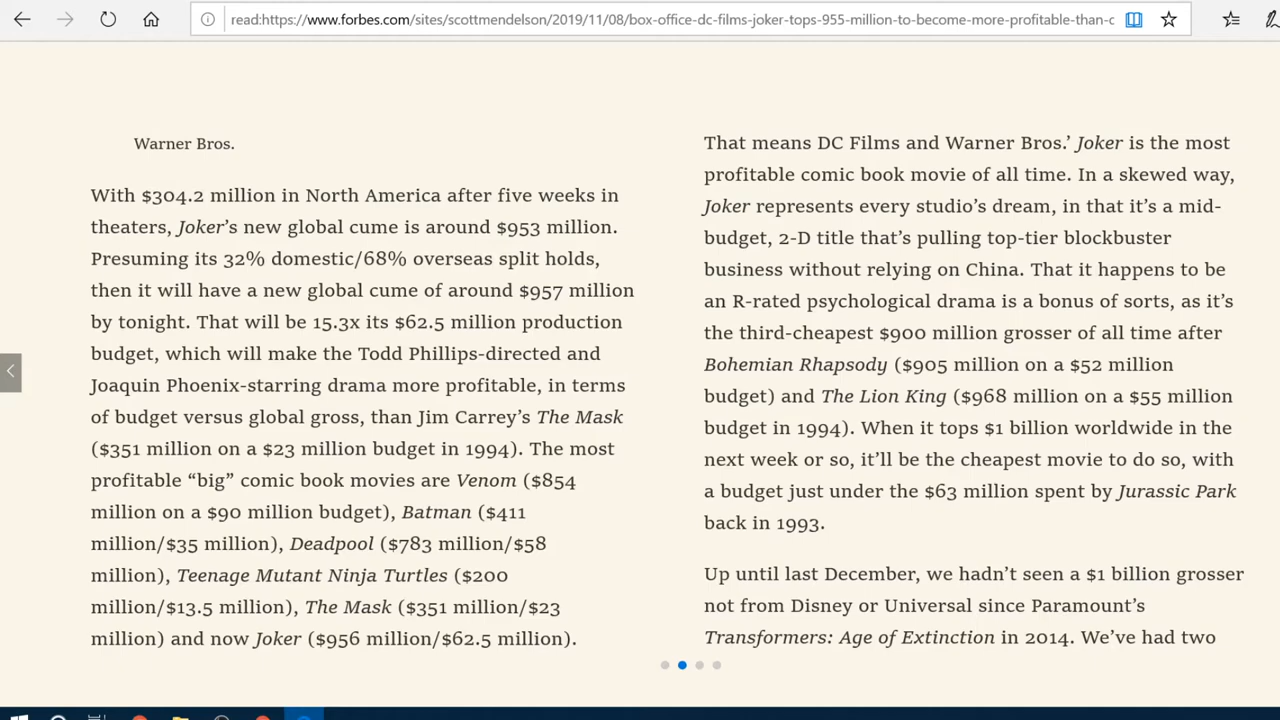 read:https://www.forbes.com/sites/scottmendelson/2019/11/08/box-office-dc-films-joker-tops-955-million-to-become-more-profitable-than-c
Warner Bros.
With $304.2 million in North America after five weeks in
theaters, Joker’s new global cume is around $953 million.
Presuming its 32% domestic/68% overseas split holds,
then it will have a new global cume of around $957 million
by tonight. That will be 15.3x its $62.5 million production
budget, which will make the Todd Phillips-directed and
Joaquin Phoenix-starring drama more profitable, in terms
of budget versus global gross, than Jim Carrey’s The Mask
($351 million on a $23 million budget in 1994). The most
profitable “big” comic book movies are Venom ($854
million on a $90 million budget), Batman ($411
million/$35 million), Deadpool ($783 million/$58
million), Teenage Mutant Ninja Turtles ($200
million/$13.5 million), The Mask ($351 million/$23
million) and now Joker ($956 million/$62.5 million).
That means DC Films and Warner Bros.’ Joker is the most
profitable comic book movie of all time. In a skewed way,
Joker represents every studio’s dream, in that it’s a mid-
budget, 2-D title that’s pulling top-tier blockbuster
business without relying on China. That it happens to be
an R-rated psychological drama is a bonus of sorts, as it’s
the third-cheapest $900 million grosser of all time after
Bohemian Rhapsody ($905 million on a $52 million
budget) and The Lion King ($968 million on a $55 million
budget in 1994). When it tops $1 billion worldwide in the
next week or so, it’ll be the cheapest movie to do so, with
a budget just under the $63 million spent by Jurassic Park
back in 1993.
Up until last December, we hadn’t seen a $1 billion grosser
not from Disney or Universal since Paramount’s
Transformers: Age of Extinction in 2014. We’ve had two